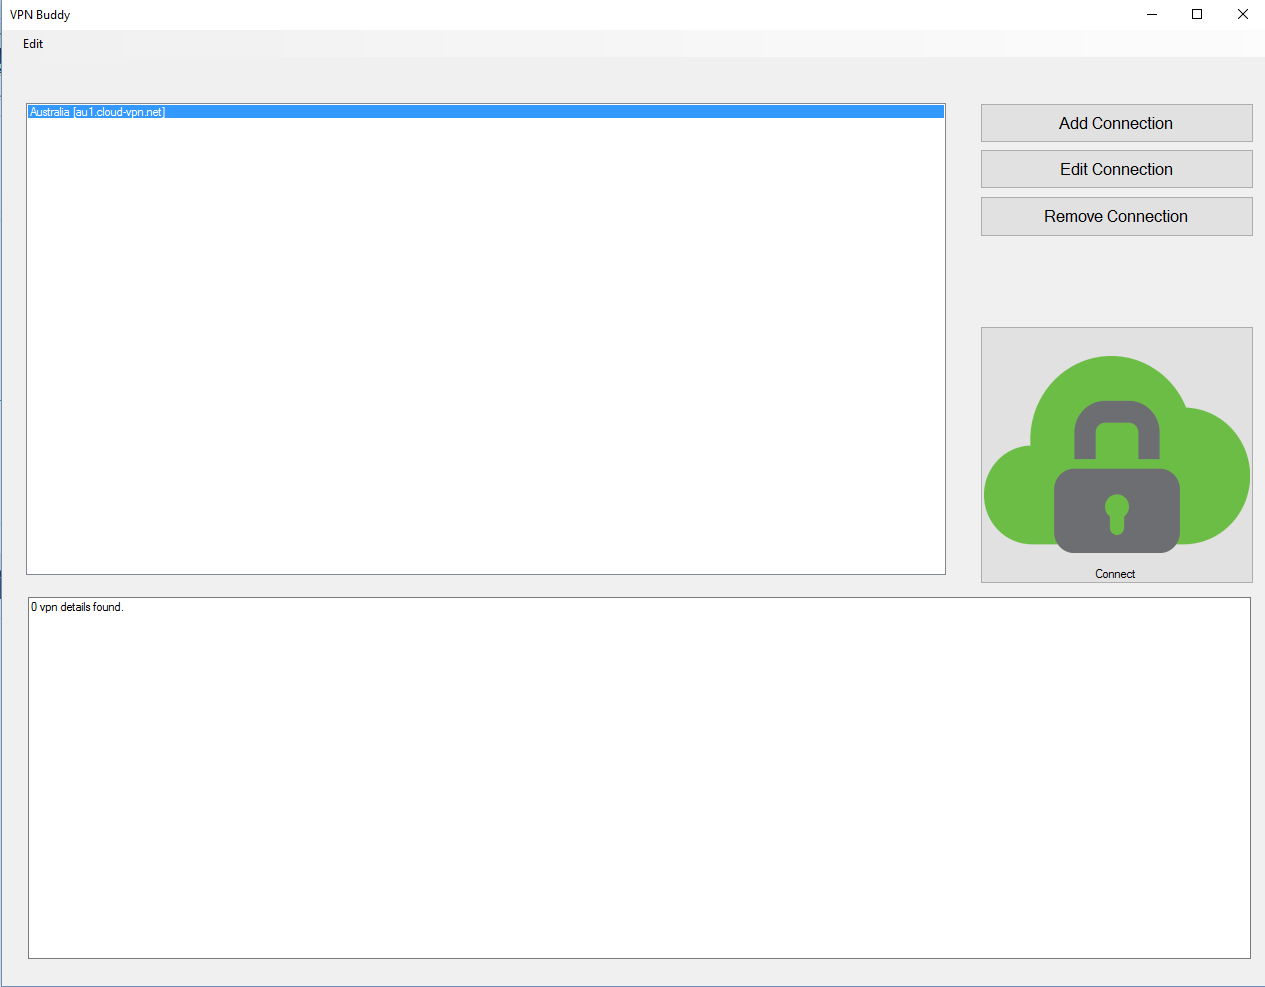 VPN Buddy
Edit
Australia [au1.cloud-vpn.net]
Add Connection
Edit Connection
Remove Connection
Connect
0 vpn details found.